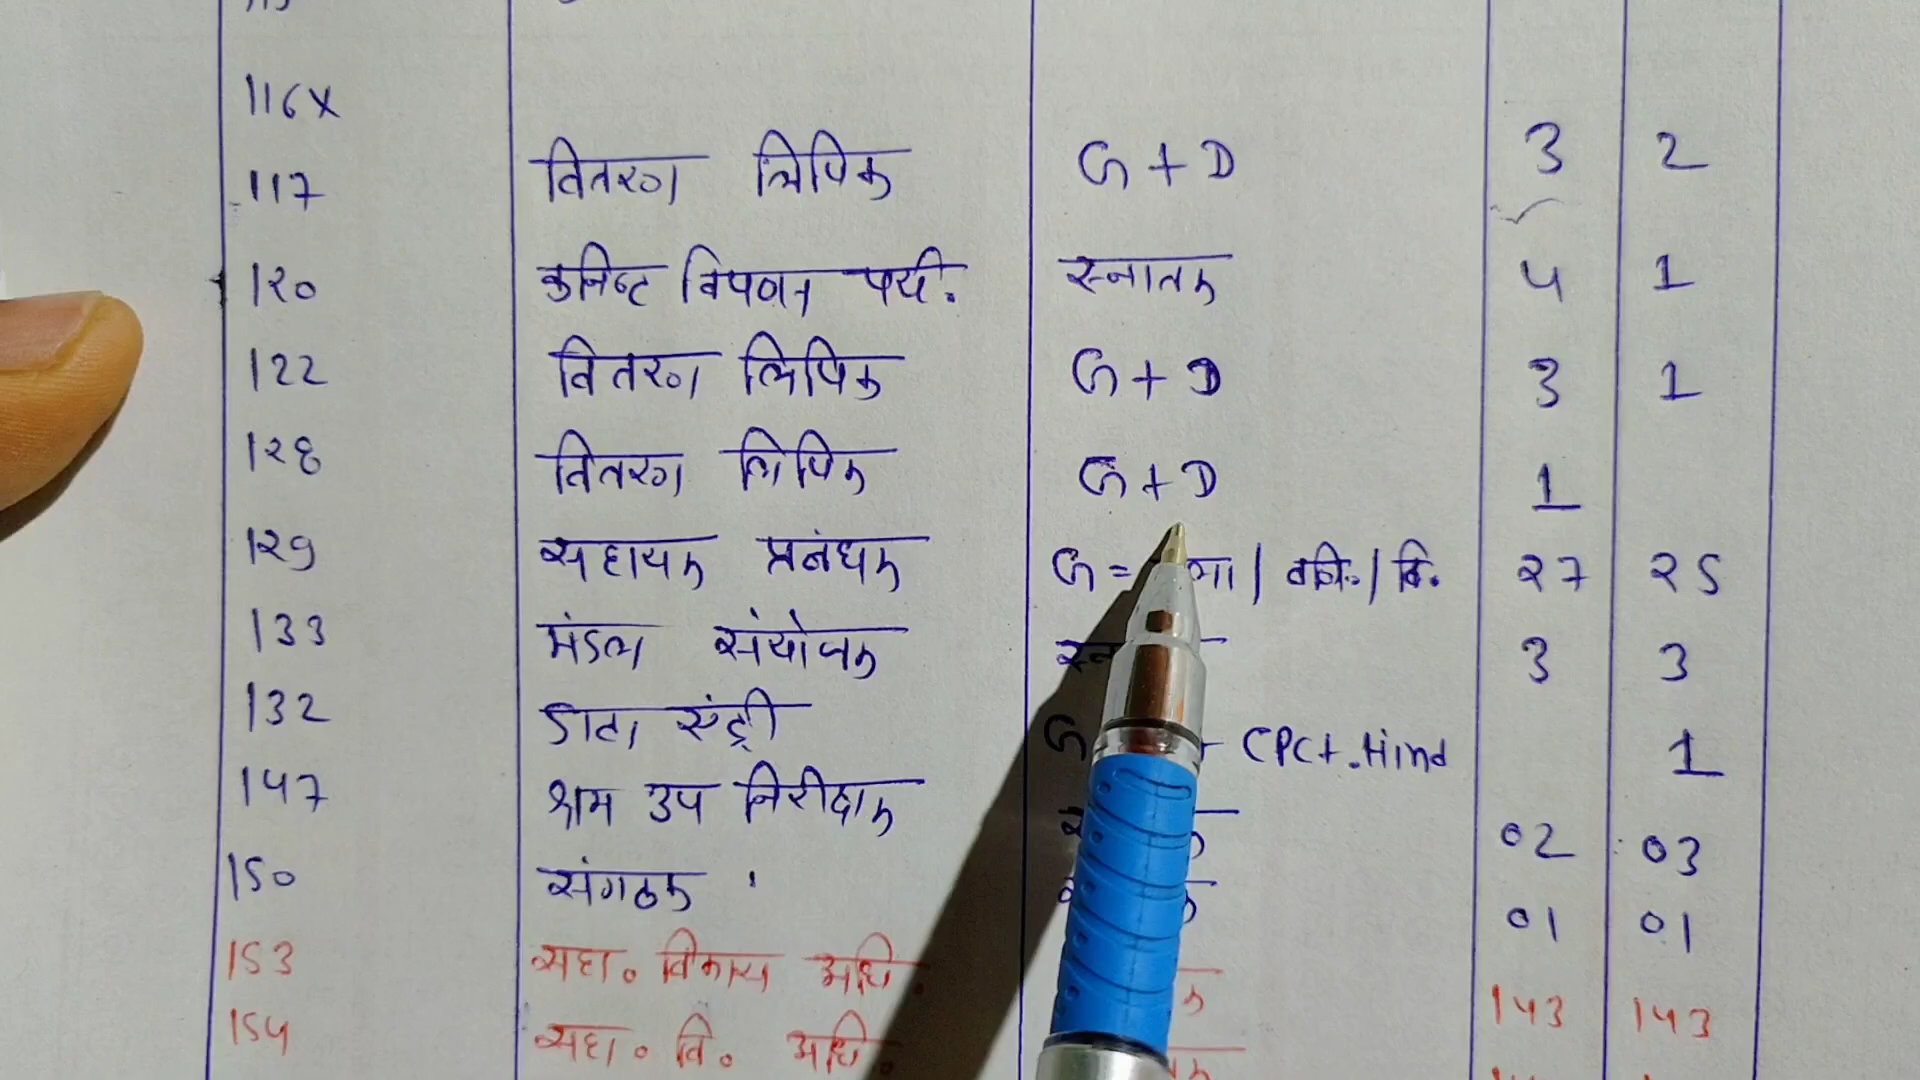 116x
117 वितरण लिपिक G + D 3 2
120 कनिष्ट विपणन पर्य. स्नातक 4 1
122 वितरण लिपिक G + D 3 1
128 वितरण लिपिक G + D 1
129 सहायक प्रबंधक G = / वि. 27 25
133 मंडल संयोजक 3 3
132 डाटा एंट्री G CPCT.Hind 1
147 श्रम उप निरीक्षक 02 03
150 संगठक 01 01
153 सहा. विकास अधि. 143 143
154 सहा. वि. अधि.